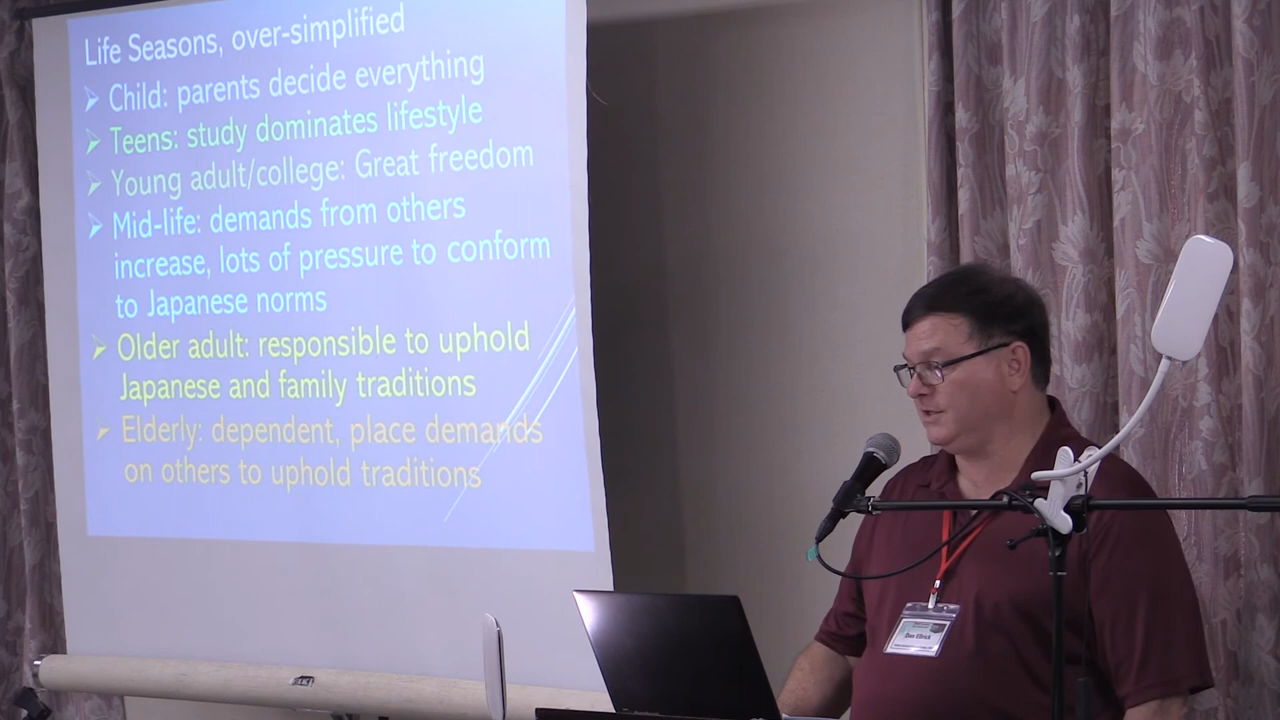 Life Seasons, over-simplified
Child: parents decide everything
Teens: study dominates lifestyle
Young adult/college: Great freedom
Mid-life: demands from others
increase, lots of pressure to conform
to Japanese norms
Older adult: responsible to uphold
Japanese and family traditions
Elderly: dependent, place demands
on others to uphold traditions